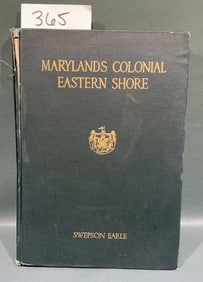 365
MARYLANDS COLONIAL
EASTERN SHORE
SWEPSON EARLE